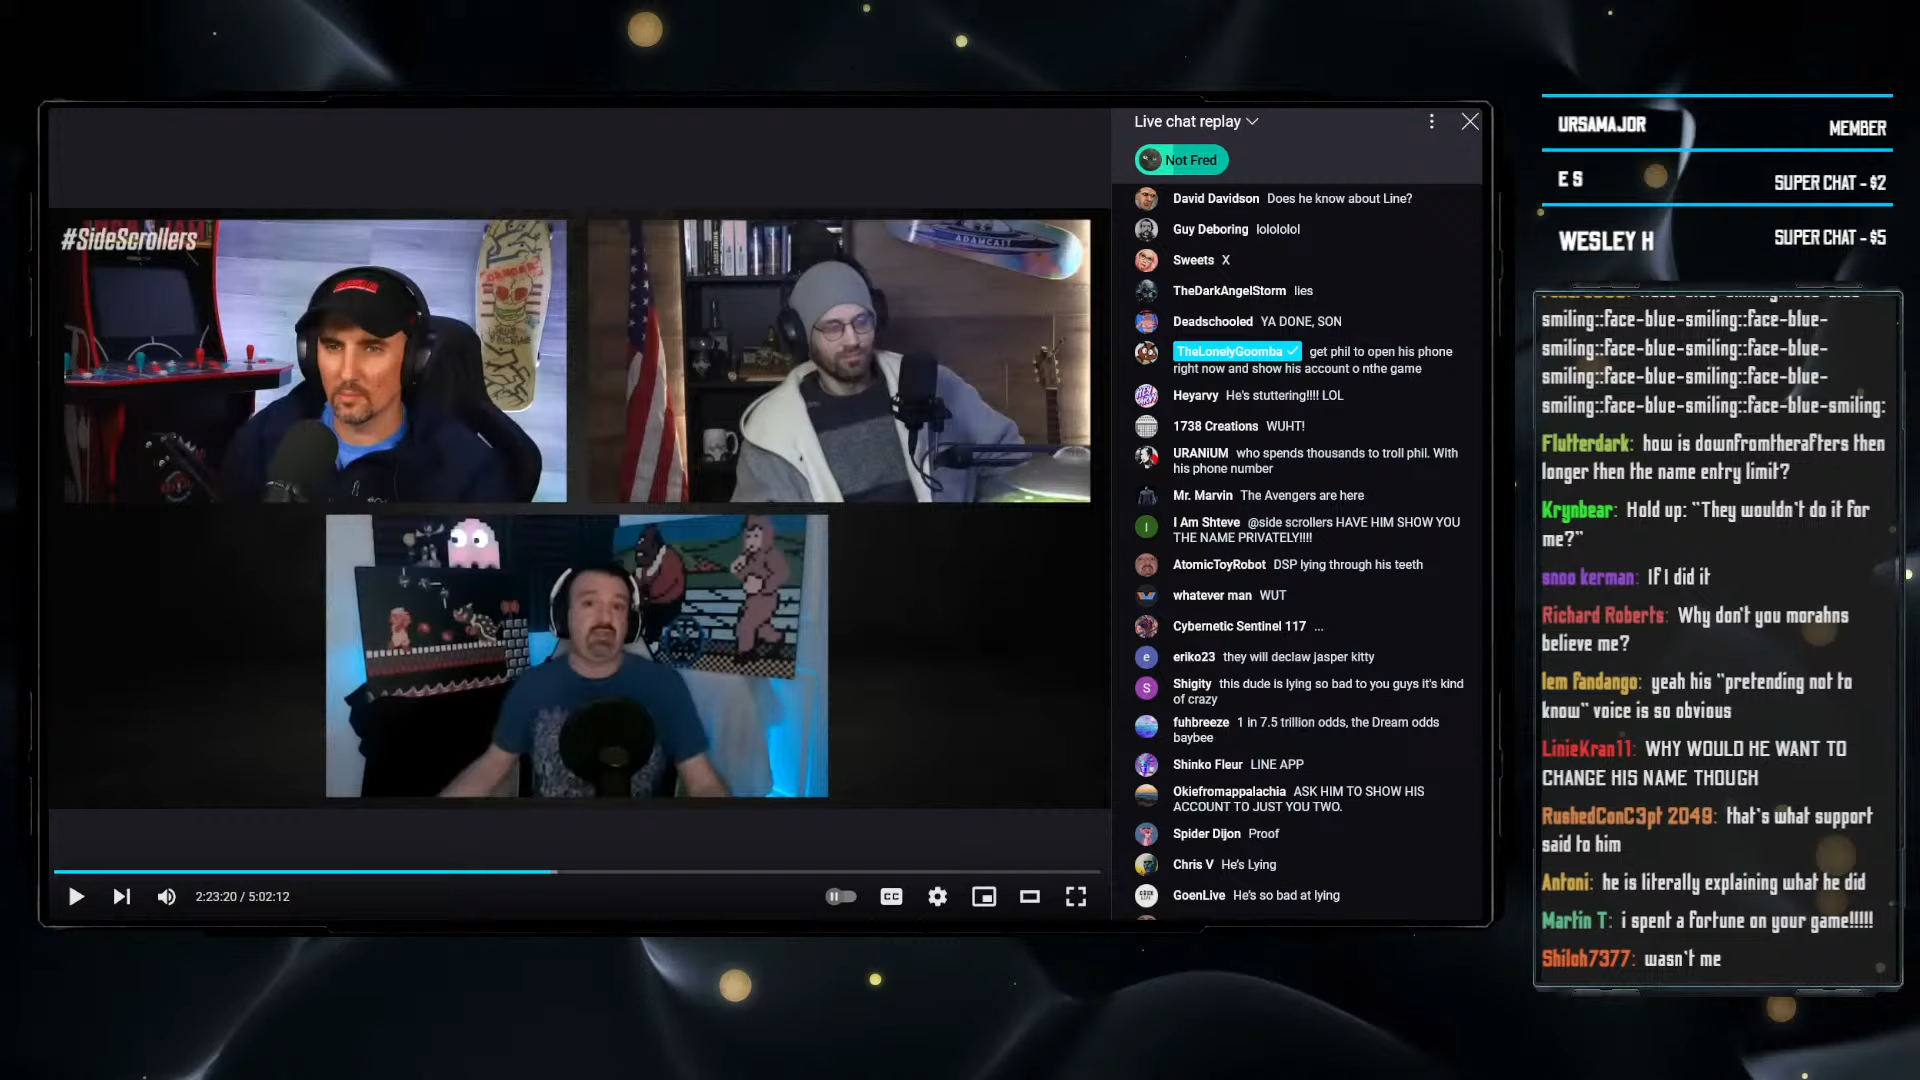 #SideScrollers
ADAMCAST
2:23:20 / 5:02:12
CC
Live chat replay
Not Fred
David Davidson Does he know about Line?
Guy Deboring lolololol
Sweets X
TheDarkAngelStorm lies
Deadschooled YA DONE, SON
TheLonelyGoomba get phil to open his phone
right now and show his account o nthe game
Heyarvy He's stuttering!!!! LOL
1738 Creations WUHT!
URANiUM who spends thousands to troll phil. With
his phone number
Mr. Marvin The Avengers are here
I
I Am Shteve @side scrollers HAVE HIM SHOW YOU
THE NAME PRIVATELY!!!!
AtomicToyRobot DSP lying through his teeth
whatever man WUT
Cybernetic Sentinel 117 ...
e
eriko23 they will declaw jasper kitty
S
Shigity this dude is lying so bad to you guys it's kind
of crazy
fuhbreeze 1 in 7.5 trillion odds, the Dream odds
baybee
Shinko Fleur LINE APP
Okiefromappalachia ASK HIM TO SHOW HIS
ACCOUNT TO JUST YOU TWO.
Spider Dijon Proof
Chris V He's Lying
GoenLive He's so bad at lying
URSAMAJOR MEMBER
E S SUPER CHAT - $2
WESLEY H SUPER CHAT - $5
smiling::face-blue-smiling::face-blue-
smiling::face-blue-smiling::face-blue-
smiling::face-blue-smiling::face-blue-
smiling::face-blue-smiling::face-blue-smiling:
Flutterdark: how is downfromtherafters then
longer then the name entry limit?
Krynbear: Hold up: "They wouldn't do it for
me?"
snoo kerman: If I did it
Richard Roberts: Why don't you morahns
believe me?
lem fandango: yeah his "pretending not to
know" voice is so obvious
LinieKran11: WHY WOULD HE WANT TO
CHANGE HIS NAME THOUGH
RushedConC3pt 2049: that's what support
said to him
Antoni: he is literally explaining what he did
Martin T: i spent a fortune on your game!!!!!
Shiloh7377: wasn't me